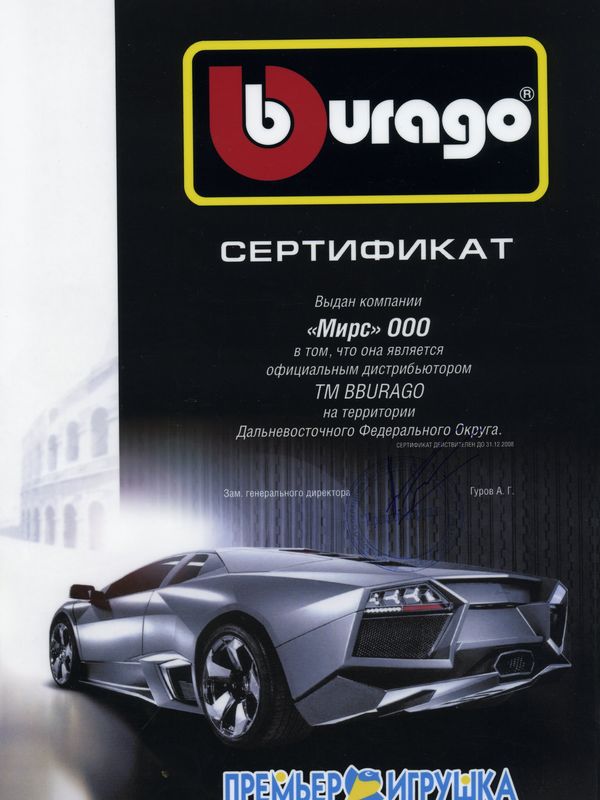 bburago®
СЕРТИФИКАТ
Выдан компании
«Мирс» ООО
в том, что она является
официальным дистрибьютором
ТМ BBURAGO
на территории
Дальневосточного Федерального Округа.
СЕРТИФИКАТ ДЕЙСТВИТЕЛЕН ДО 31.12.2008
Зам. генерального директора Гуров А. Г.
ПРЕМЬЕР ИГРУШКА